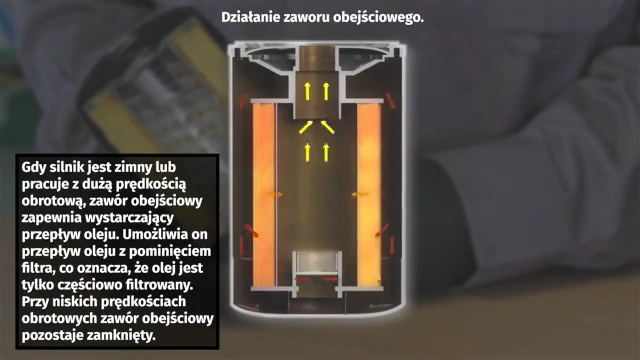 Działanie zaworu obejściowego.
Gdy silnik jest zimny lub
pracuje z dużą prędkością
obrotową, zawór obejściowy
zapewnia wystarczający
przepływ oleju. Umożliwia on
przepływ oleju z pominięciem
filtra, co oznacza, że olej jest
tylko częściowo filtrowany.
Przy niskich prędkościach
obrotowych zawór obejściowy
pozostaje zamknięty.